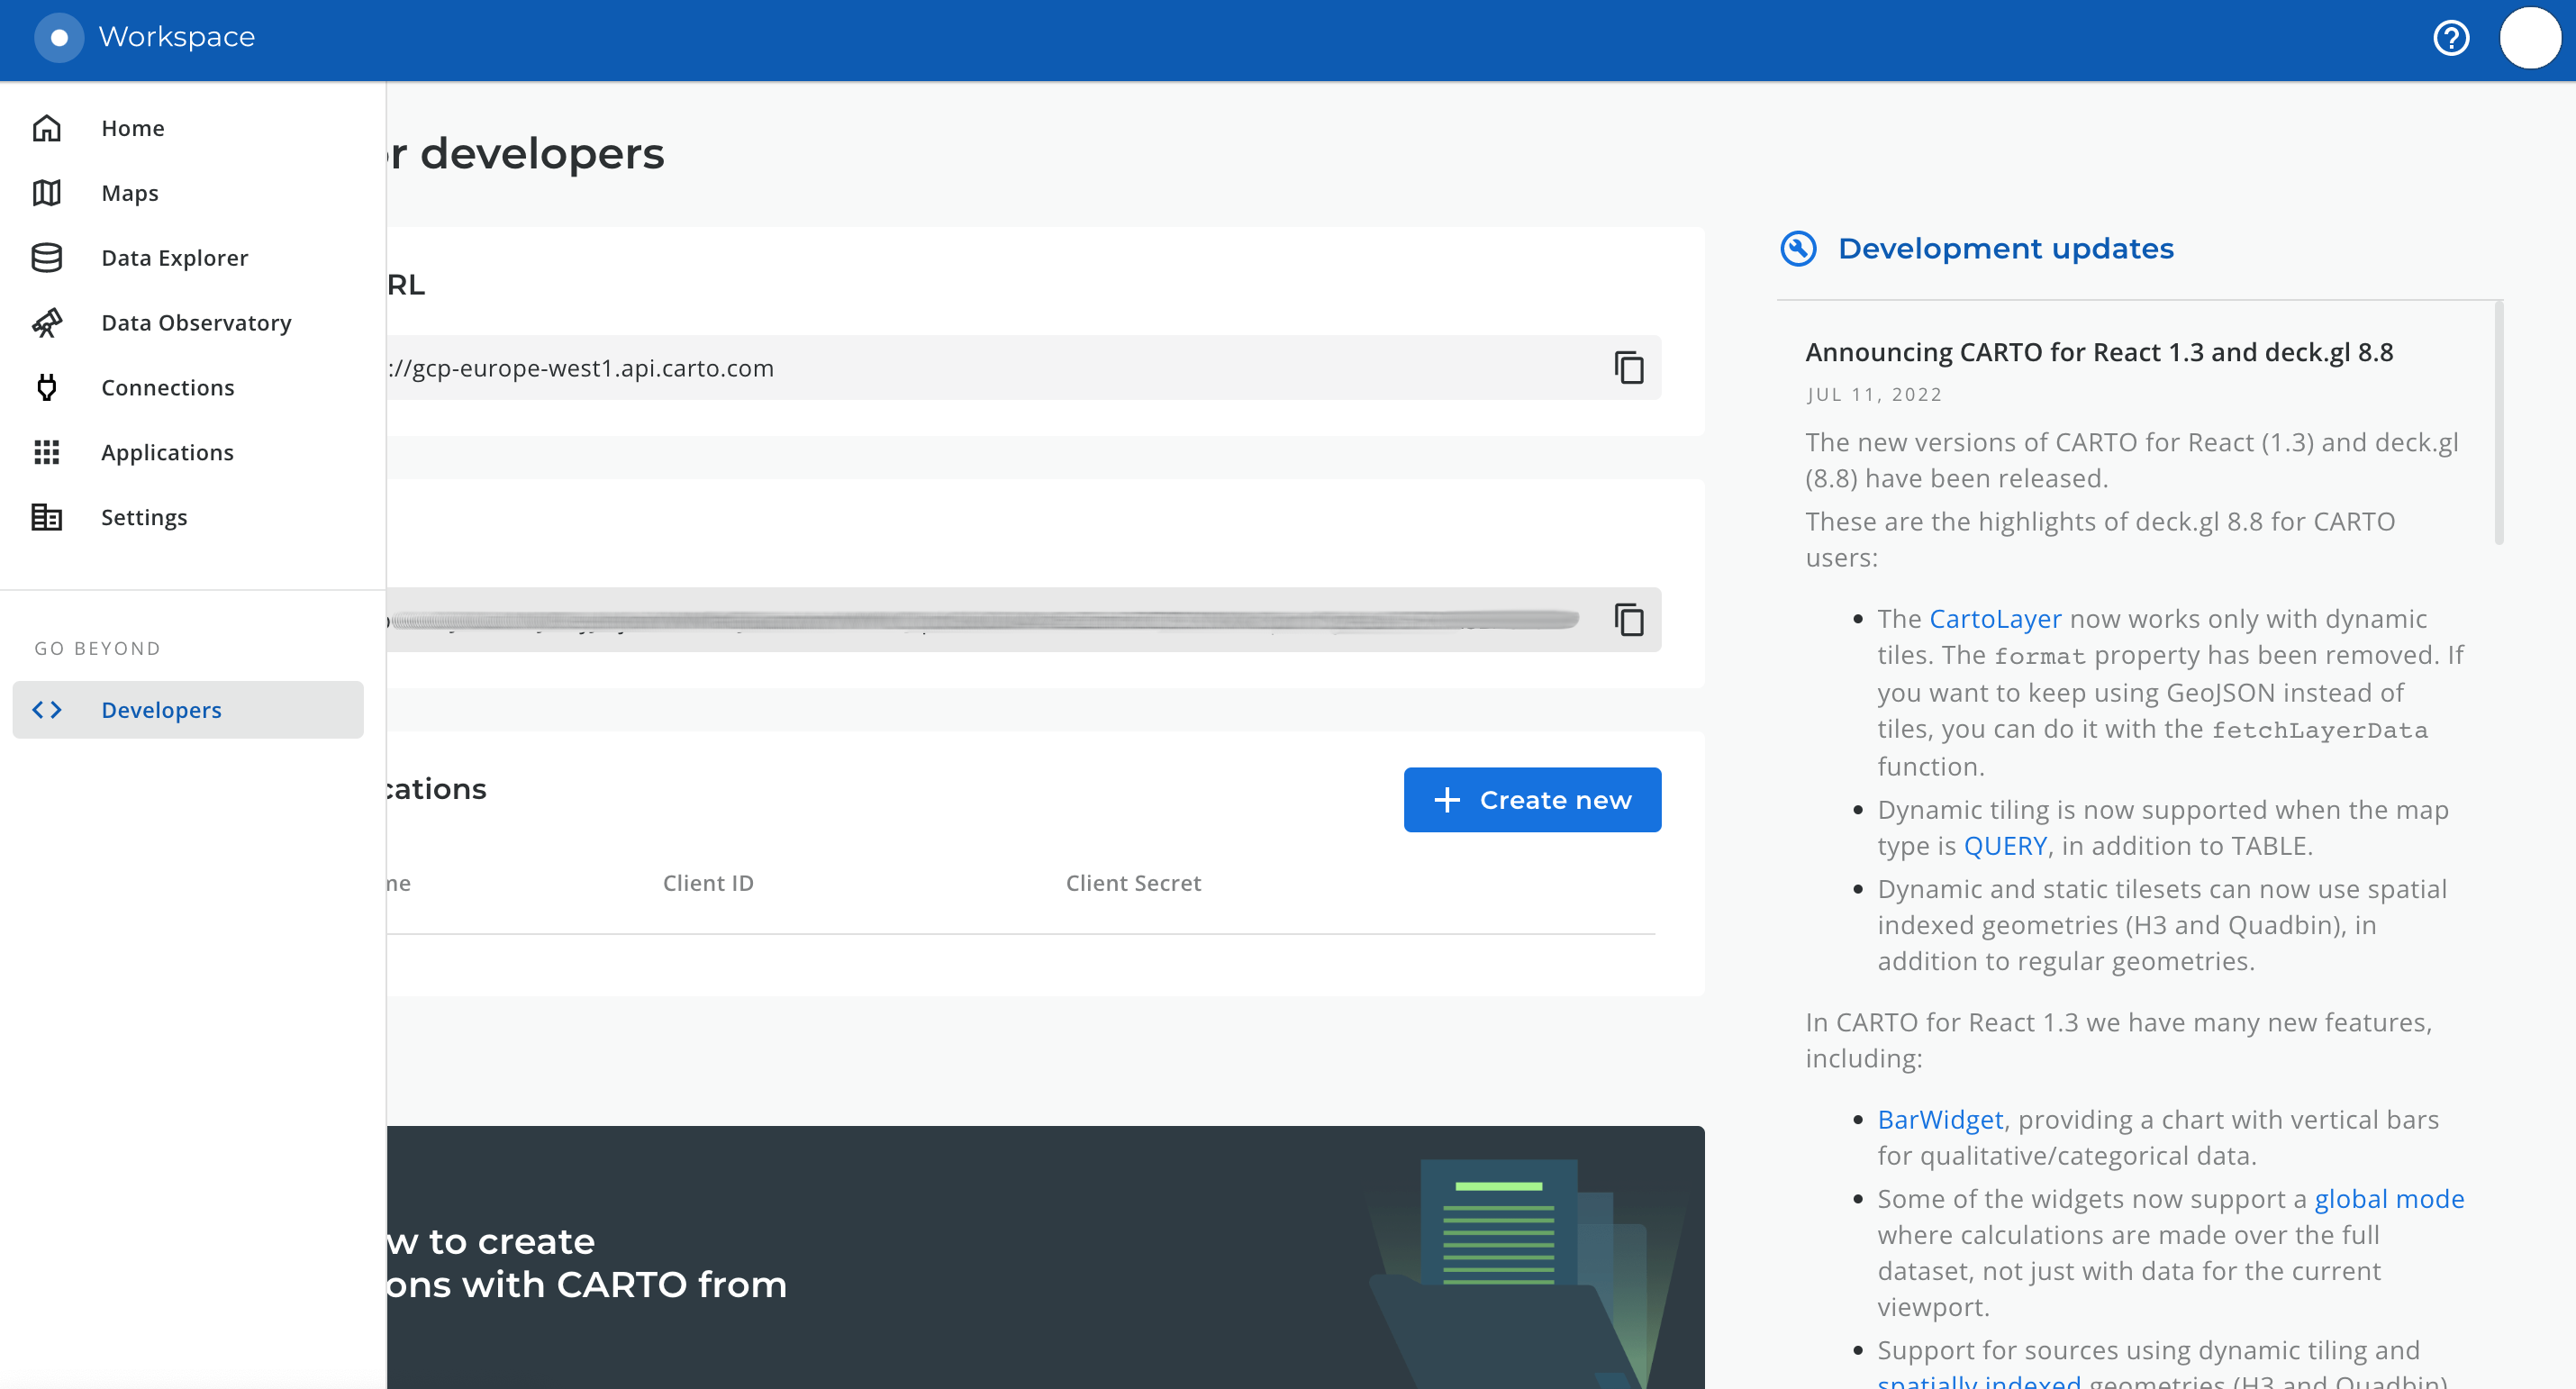 Workspace
Home
Maps
Data Explorer
Data Observatory
Connections
Applications
Settings
GO BEYOND
Developers
r developers
RL
://gcp-europe-west1.api.carto.com
cations
+ Create new
me Client ID Client Secret
w to create
ons with CARTO from
Development updates
Announcing CARTO for React 1.3 and deck.gl 8.8
JUL 11, 2022
The new versions of CARTO for React (1.3) and deck.gl
(8.8) have been released.
These are the highlights of deck.gl 8.8 for CARTO
users:
• The CartoLayer now works only with dynamic
tiles. The format property has been removed. If
you want to keep using GeoJSON instead of
tiles, you can do it with the fetchLayerData
function.
• Dynamic tiling is now supported when the map
type is QUERY, in addition to TABLE.
• Dynamic and static tilesets can now use spatial
indexed geometries (H3 and Quadbin), in
addition to regular geometries.
In CARTO for React 1.3 we have many new features,
including:
• BarWidget, providing a chart with vertical bars
for qualitative/categorical data.
• Some of the widgets now support a global mode
where calculations are made over the full
dataset, not just with data for the current
viewport.
• Support for sources using dynamic tiling and
spatially indexed geometries (H3 and Quadbin)